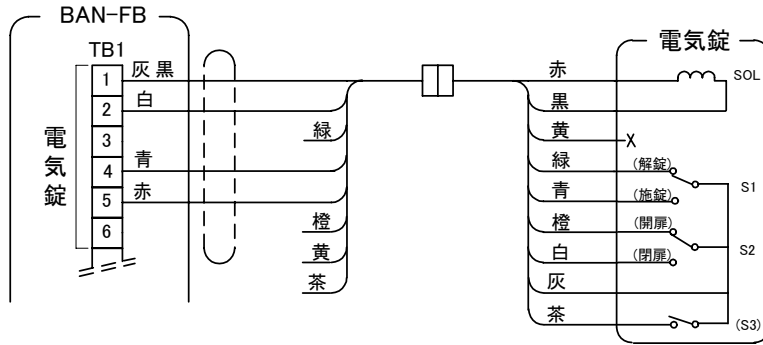 BAN-FB
TB1
電気錠
1 灰 黒
2 白
3
4 青
5 赤
6
緑
橙
黄
茶
電気錠
赤 SOL
黒
黄 X
緑 (解錠)
S1
青 (施錠)
橙 (開扉)
S2
白 (閉扉)
灰
茶 (S3)